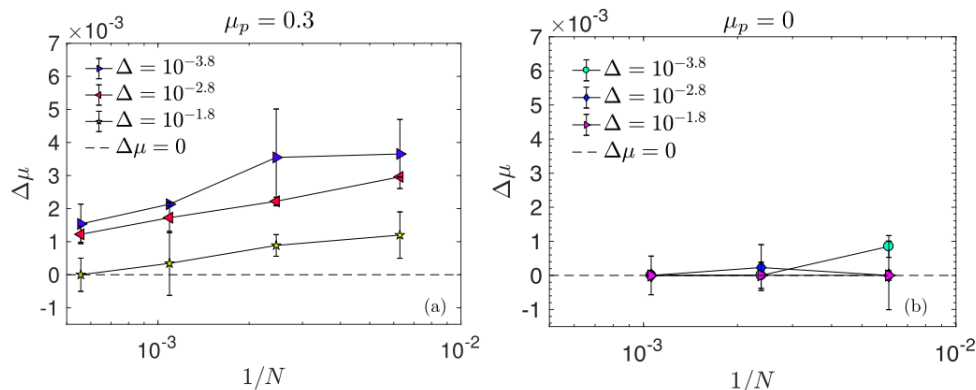 μ_p = 0.3
×10⁻³
7
6
5
4
3
2
1
0
-1
Δμ
Δ = 10⁻³·⁸
Δ = 10⁻²·⁸
Δ = 10⁻¹·⁸
Δμ = 0
(a)
10⁻³
10⁻²
1/N
μ_p = 0
×10⁻³
7
6
5
4
3
2
1
0
-1
Δμ
Δ = 10⁻³·⁸
Δ = 10⁻²·⁸
Δ = 10⁻¹·⁸
Δμ = 0
(b)
10⁻³
10⁻²
1/N